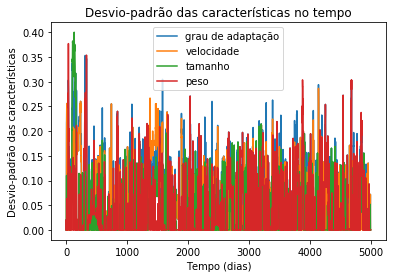 Desvio-padrão das características no tempo
grau de adaptação
velocidade
tamanho
peso
Desvio-padrão das características
0.40
0.35
0.30
0.25
0.20
0.15
0.10
0.05
0.00
0
1000
2000
3000
4000
5000
Tempo (dias)